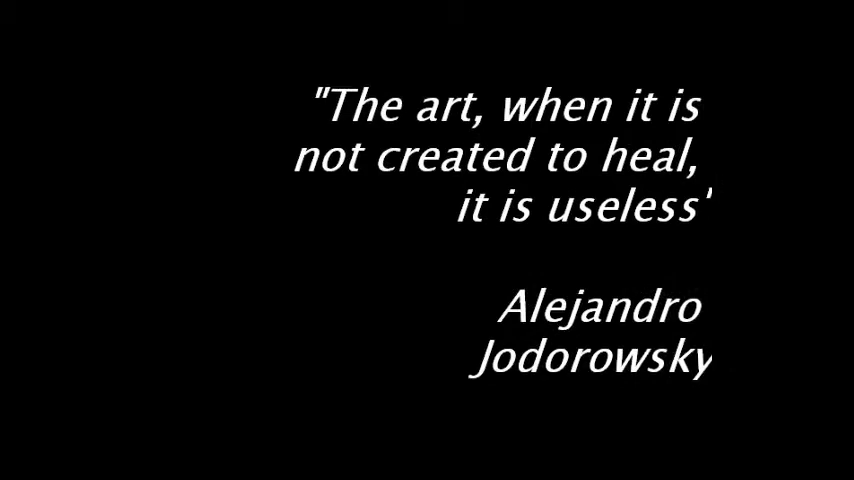 "The art, when it is
not created to heal,
it is useless"
Alejandro
Jodorowsky